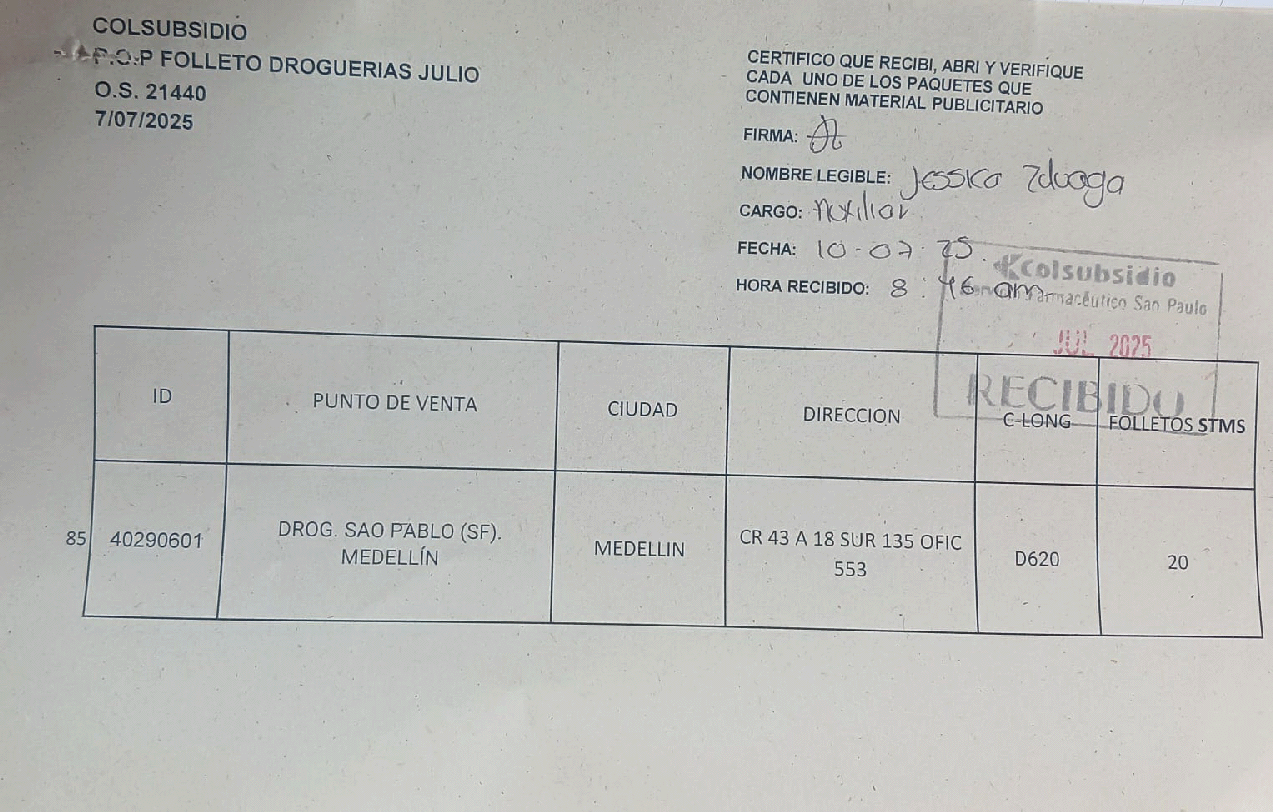 COLSUBSIDIO
P.O.P FOLLETO DROGUERIAS JULIO
O.S. 21440
7/07/2025
CERTIFICO QUE RECIBI, ABRI Y VERIFIQUE
CADA UNO DE LOS PAQUETES QUE
CONTIENEN MATERIAL PUBLICITARIO
FIRMA:
NOMBRE LEGIBLE: Jessica Zuluaga
CARGO: Auxiliar
FECHA: 10-07-25.
HORA RECIBIDO: 8:46 am
Colsubsidio
Farmacéutico San Paulo
JUL 2025
RECIBIDO
ID PUNTO DE VENTA CIUDAD DIRECCION C-LONG FOLLETOS STMS
85 40290601 DROG. SAO PABLO (SF). MEDELLIN CR 43 A 18 SUR 135 OFIC D620 20
MEDELLÍN 553